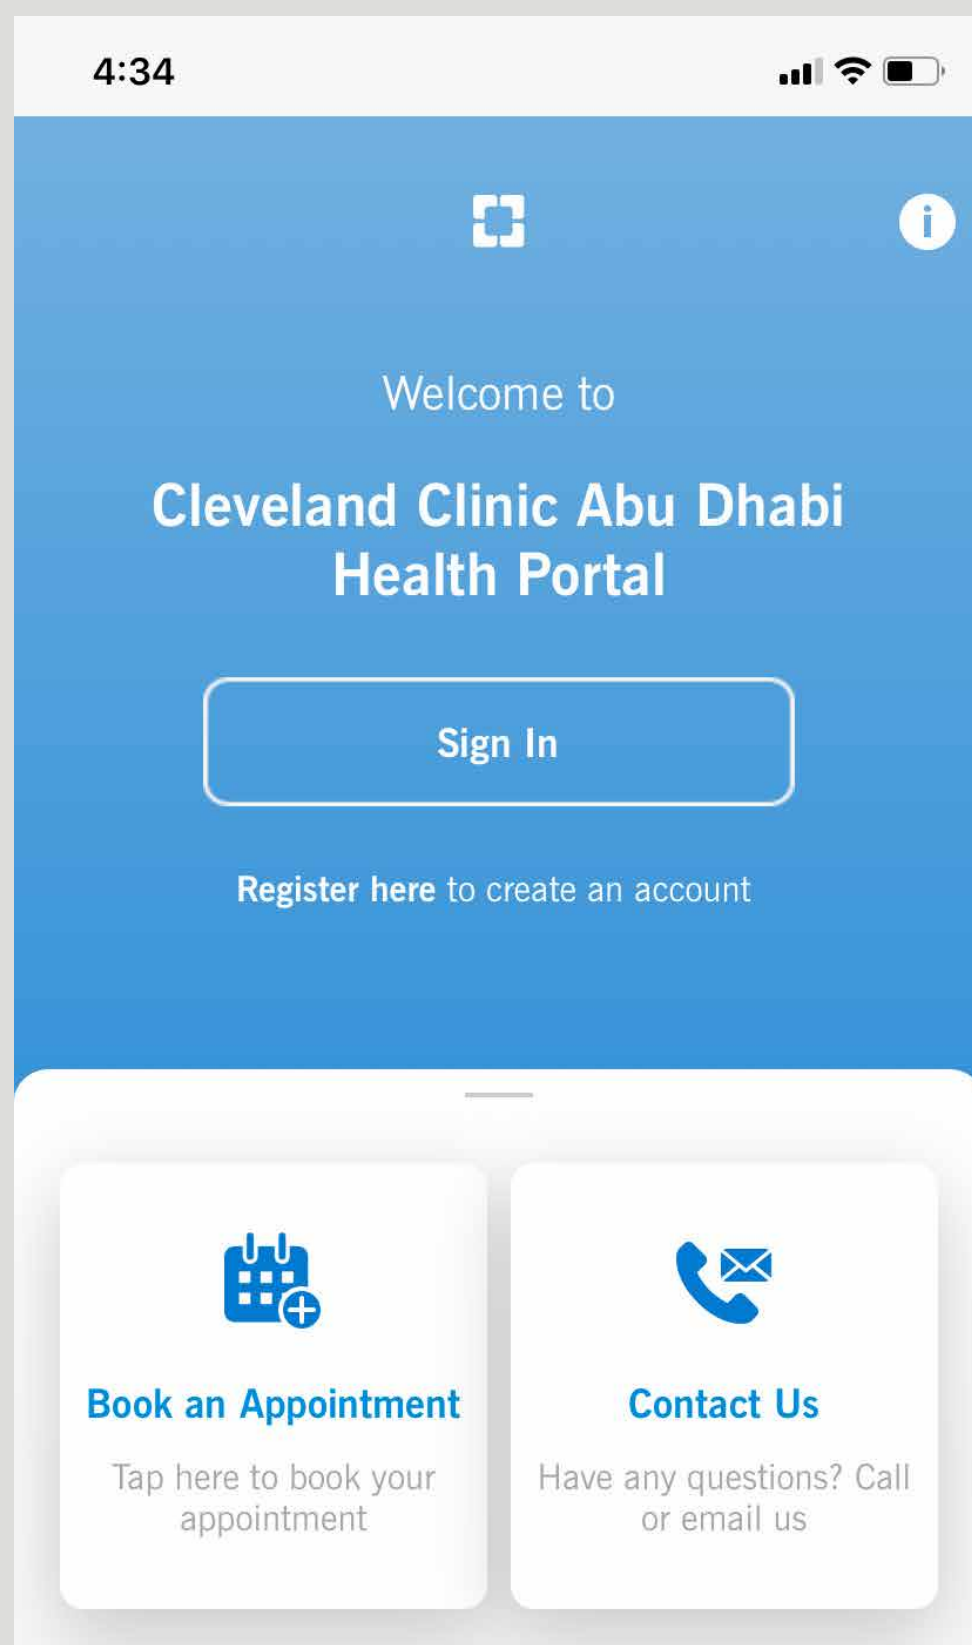 4:34
i
Welcome to
Cleveland Clinic Abu Dhabi
Health Portal
Sign In
Register here to create an account
Book an Appointment
Tap here to book your
appointment
Contact Us
Have any questions? Call
or email us